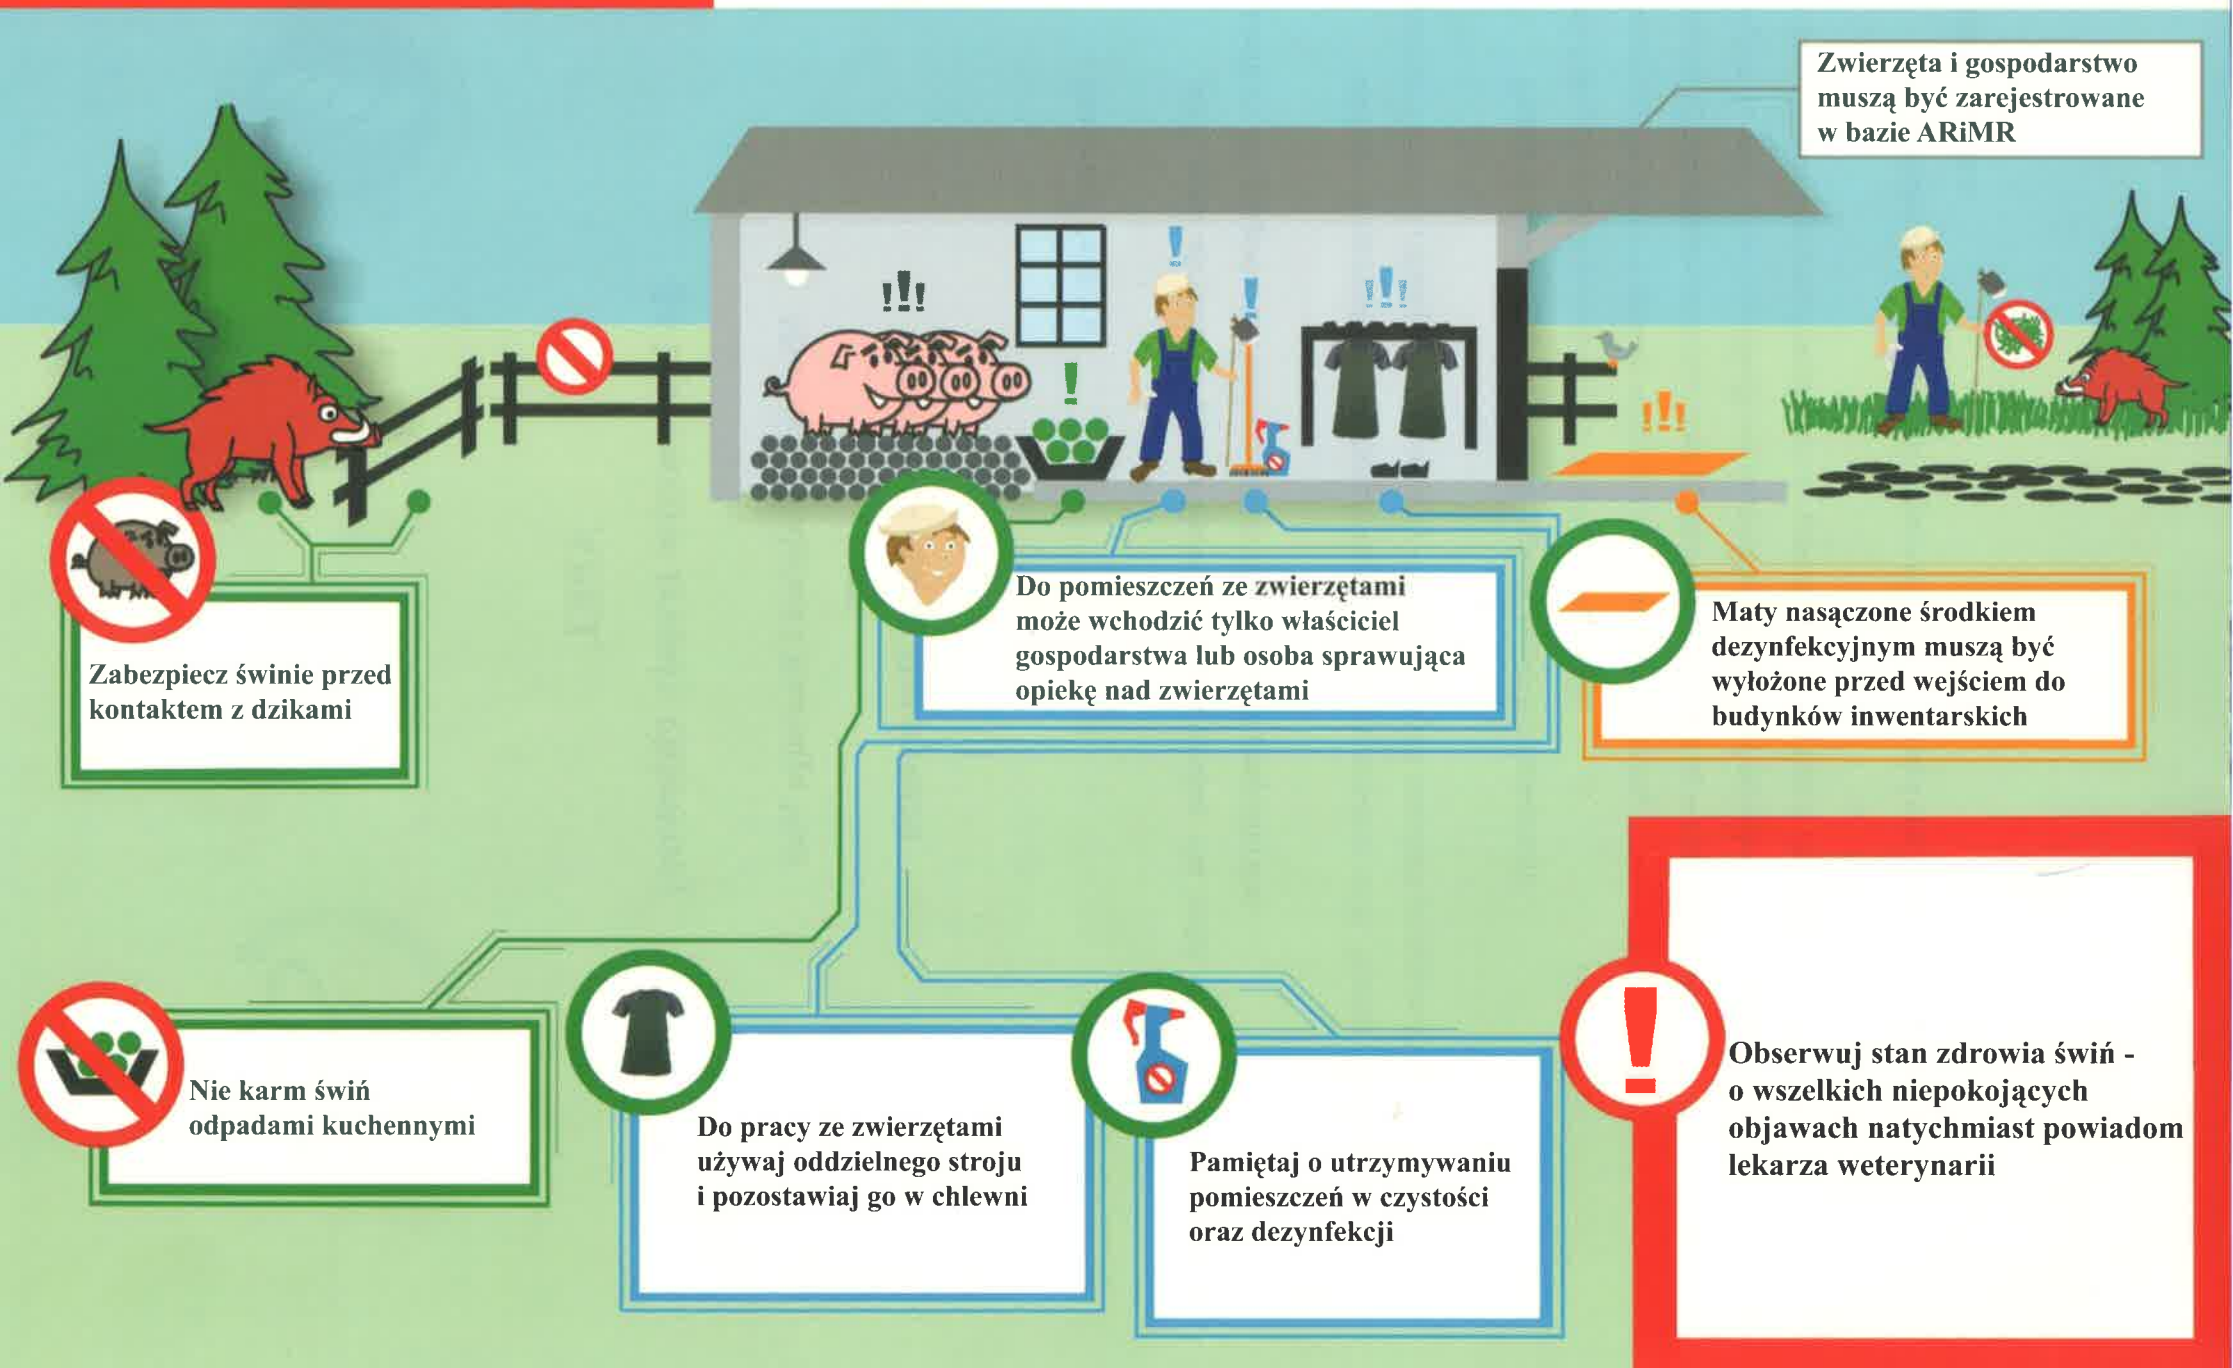 Zwierzęta i gospodarstwo
muszą być zarejestrowane
w bazie ARiMR
Zabezpiecz świnie przed
kontaktem z dzikami
Do pomieszczeń ze zwierzętami
może wchodzić tylko właściciel
gospodarstwa lub osoba sprawująca
opiekę nad zwierzętami
Maty nasączone środkiem
dezynfekcyjnym muszą być
wyłożone przed wejściem do
budynków inwentarskich
Nie karm świń
odpadami kuchennymi
Do pracy ze zwierzętami
używaj oddzielnego stroju
i pozostawiaj go w chlewni
Pamiętaj o utrzymywaniu
pomieszczeń w czystości
oraz dezynfekcji
Obserwuj stan zdrowia świń -
o wszelkich niepokojących
objawach natychmiast powiadom
lekarza weterynarii